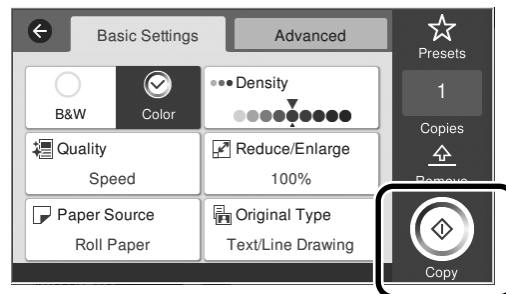 Basic Settings
Advanced
Presets
B&W
Color
Density
1
Copies
Quality
Speed
Reduce/Enlarge
100%
Remove
Paper Source
Roll Paper
Original Type
Text/Line Drawing
Copy